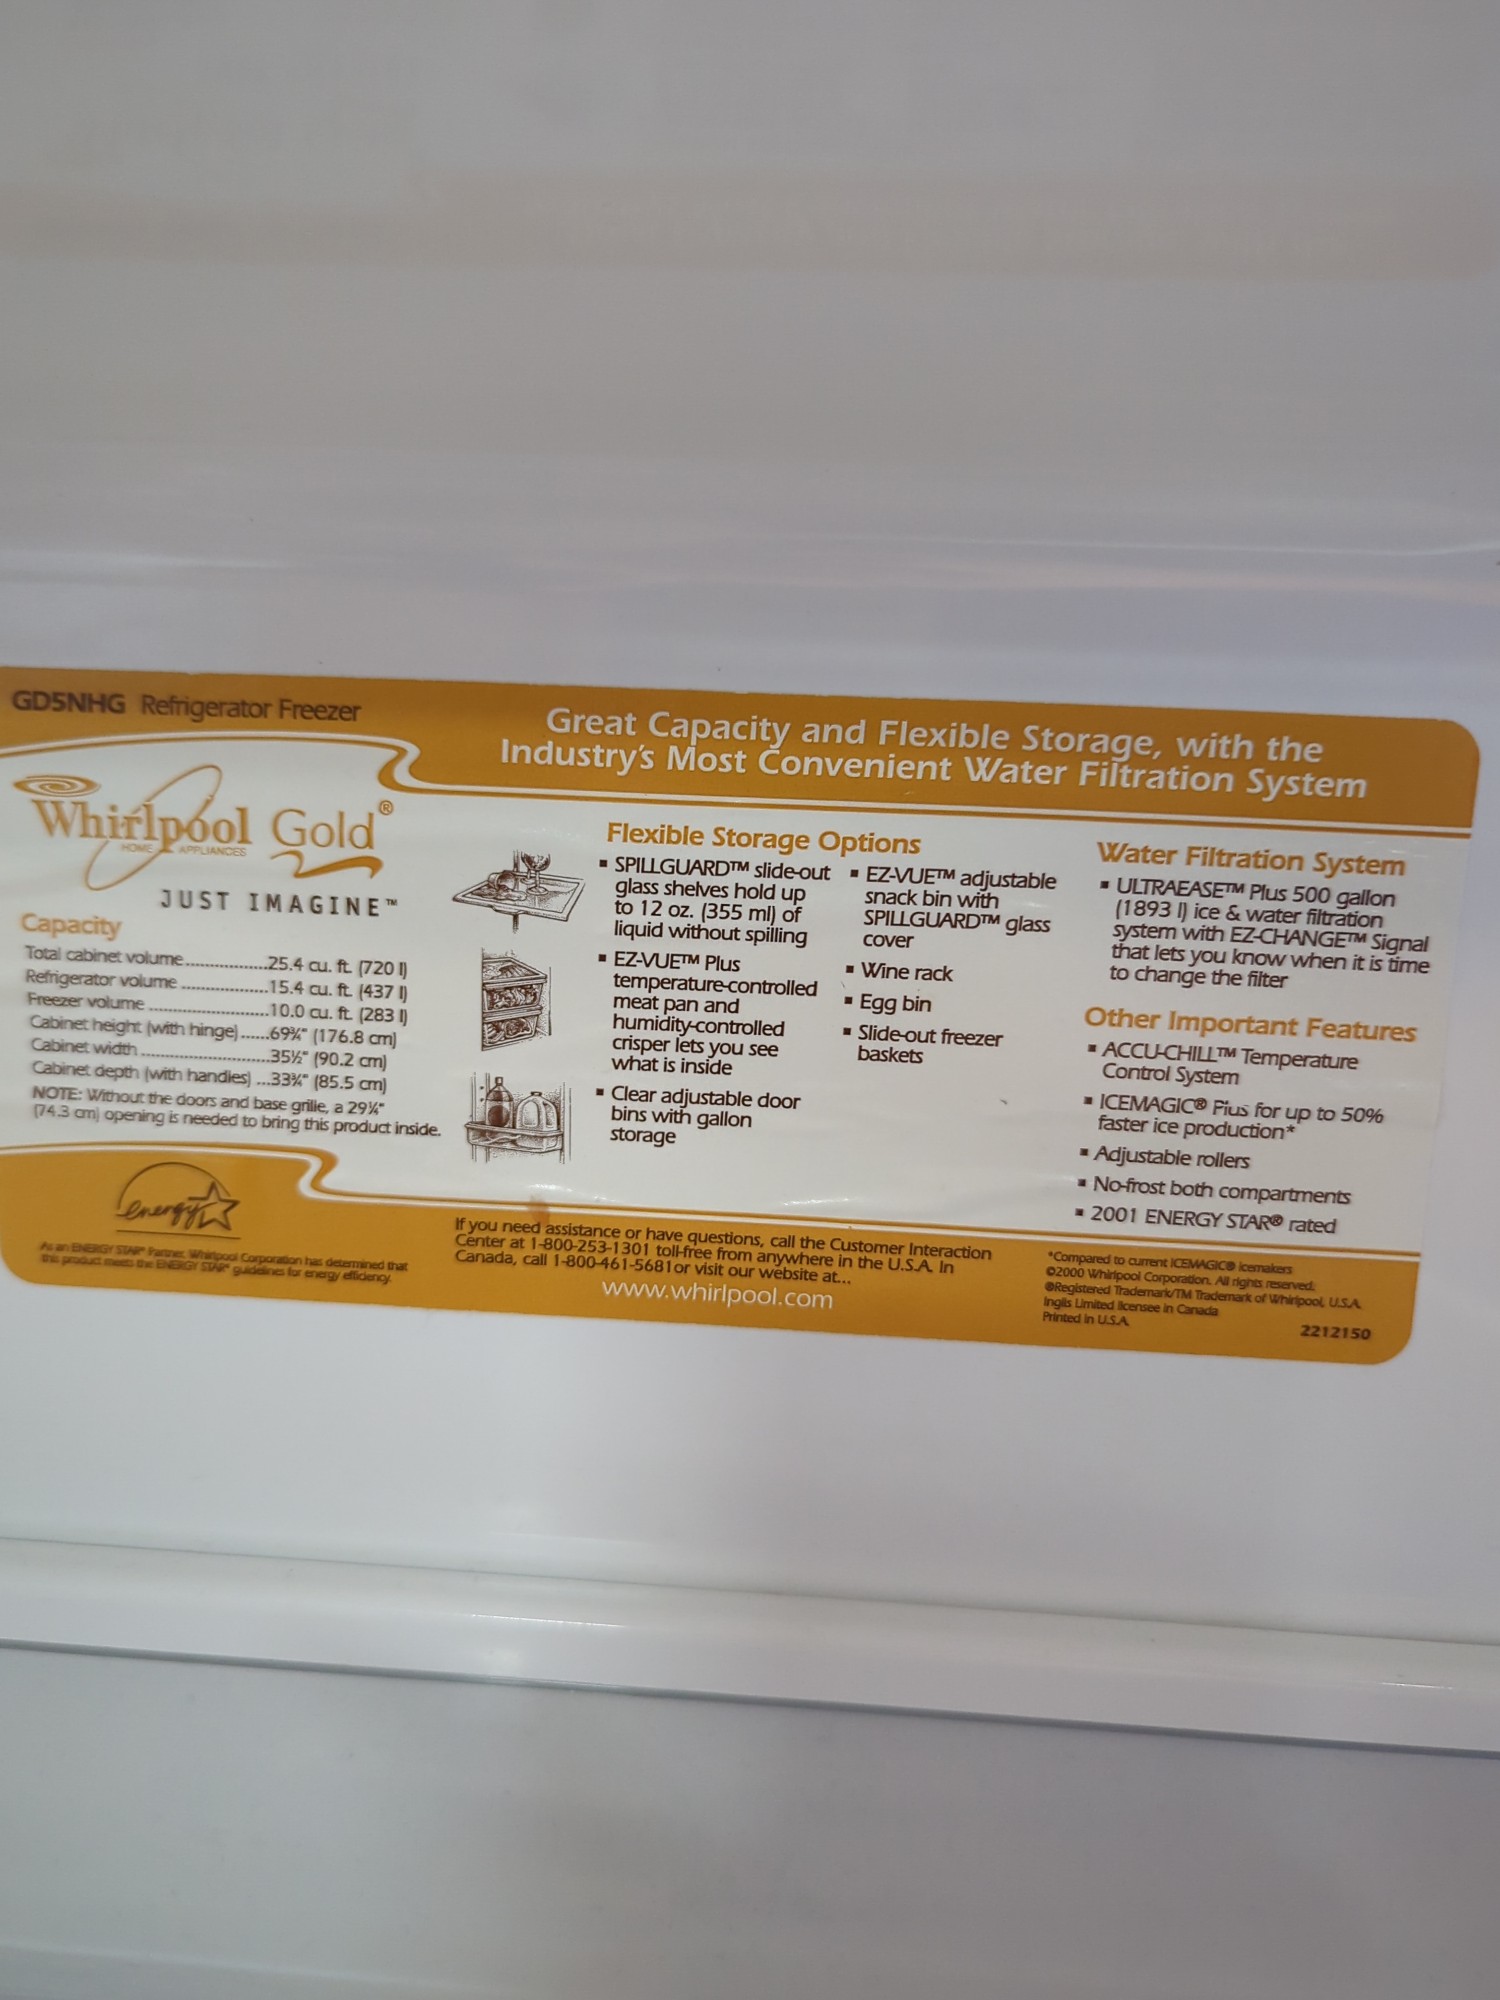 GD5NHG Refrigerator Freezer
Great Capacity and Flexible Storage, with the
Industry's Most Convenient Water Filtration System
Whirlpool Gold®
HOME APPLIANCES
JUST IMAGINE™
Capacity
Total cabinet volume..................25.4 cu. ft. (720 l)
Refrigerator volume ...................15.4 cu. ft. (437 l)
Freezer volume ..........................10.0 cu. ft. (283 l)
Cabinet height (with hinge)......69¾" (176.8 cm)
Cabinet width ............................35½" (90.2 cm)
Cabinet depth (with handles) ...33¾" (85.5 cm)
NOTE: Without the doors and base grille, a 29¼"
(74.3 cm) opening is needed to bring this product inside.
energy
As an ENERGY STAR® Partner, Whirlpool Corporation has determined that
this product meets the ENERGY STAR® guidelines for energy efficiency.
Flexible Storage Options
▪ SPILLGUARD™ slide-out
glass shelves hold up
to 12 oz. (355 ml) of
liquid without spilling
▪ EZ-VUE™ Plus
temperature-controlled
meat pan and
humidity-controlled
crisper lets you see
what is inside
▪ Clear adjustable door
bins with gallon
storage
▪ EZ-VUE™ adjustable
snack bin with
SPILLGUARD™ glass
cover
▪ Wine rack
▪ Egg bin
▪ Slide-out freezer
baskets
Water Filtration System
▪ ULTRAEASE™ Plus 500 gallon
(1893 l) ice & water filtration
system with EZ-CHANGE™ Signal
that lets you know when it is time
to change the filter
Other Important Features
▪ ACCU-CHILL™ Temperature
Control System
▪ ICEMAGIC® Plus for up to 50%
faster ice production*
▪ Adjustable rollers
▪ No-frost both compartments
▪ 2001 ENERGY STAR® rated
If you need assistance or have questions, call the Customer Interaction
Center at 1-800-253-1301 toll-free from anywhere in the U.S.A. In
Canada, call 1-800-461-5681or visit our website at...
www.whirlpool.com
*Compared to current ICEMAGIC® icemakers
©2000 Whirlpool Corporation. All rights reserved.
®Registered Trademark/TM Trademark of Whirlpool, U.S.A.
Inglis Limited licensee in Canada
Printed in U.S.A.
2212150